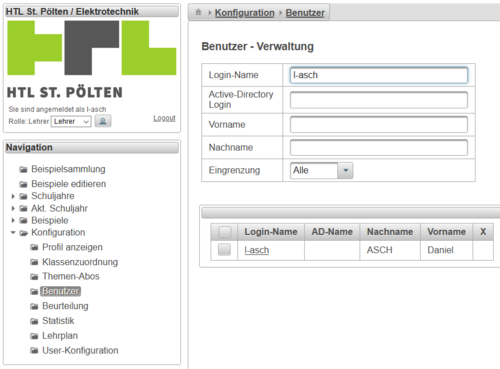 HTL St. Pölten / Elektrotechnik
HTL ST. PÖLTEN
Sie sind angemeldet als l-asch
Rolle: Lehrer Lehrer Logout
Navigation
Beispielsammlung
Beispiele editieren
Schuljahre
Akt. Schuljahr
Beispiele
Konfiguration
Profil anzeigen
Klassenzuordnung
Themen-Abos
Benutzer
Beurteilung
Statistik
Lehrplan
User-Konfiguration
Konfiguration Benutzer
Benutzer - Verwaltung
Login-Name l-asch
Active-Directory
Login
Vorname
Nachname
Eingrenzung Alle
Login-Name AD-Name Nachname Vorname X
l-asch ASCH Daniel